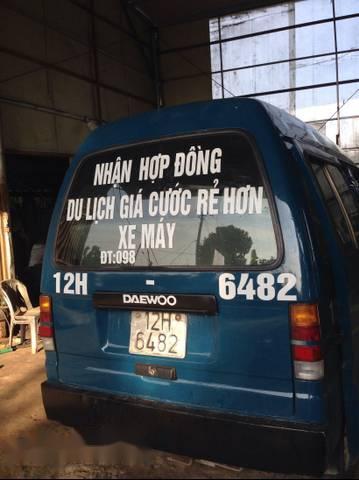 NHẬN HỢP ĐỒNG
DU LỊCH GIÁ CƯỚC RẺ HƠN
XE MÁY
ĐT:098
12H 6482
DAEWOO
12H
6482